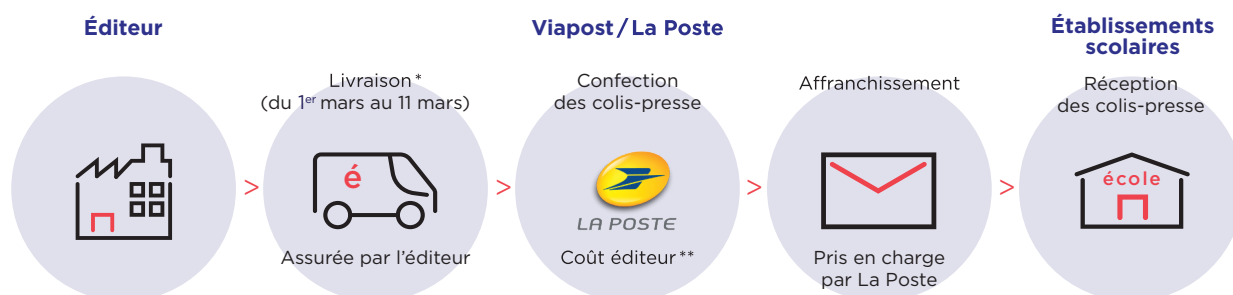 Éditeur
Viapost / La Poste
Établissements
scolaires
Livraison *
(du 1er mars au 11 mars)
Confection
des colis-presse
Affranchissement
Réception
des colis-presse
é
>
>
>
>
école
LA POSTE
Assurée par l’éditeur
Coût éditeur **
Pris en charge
par La Poste